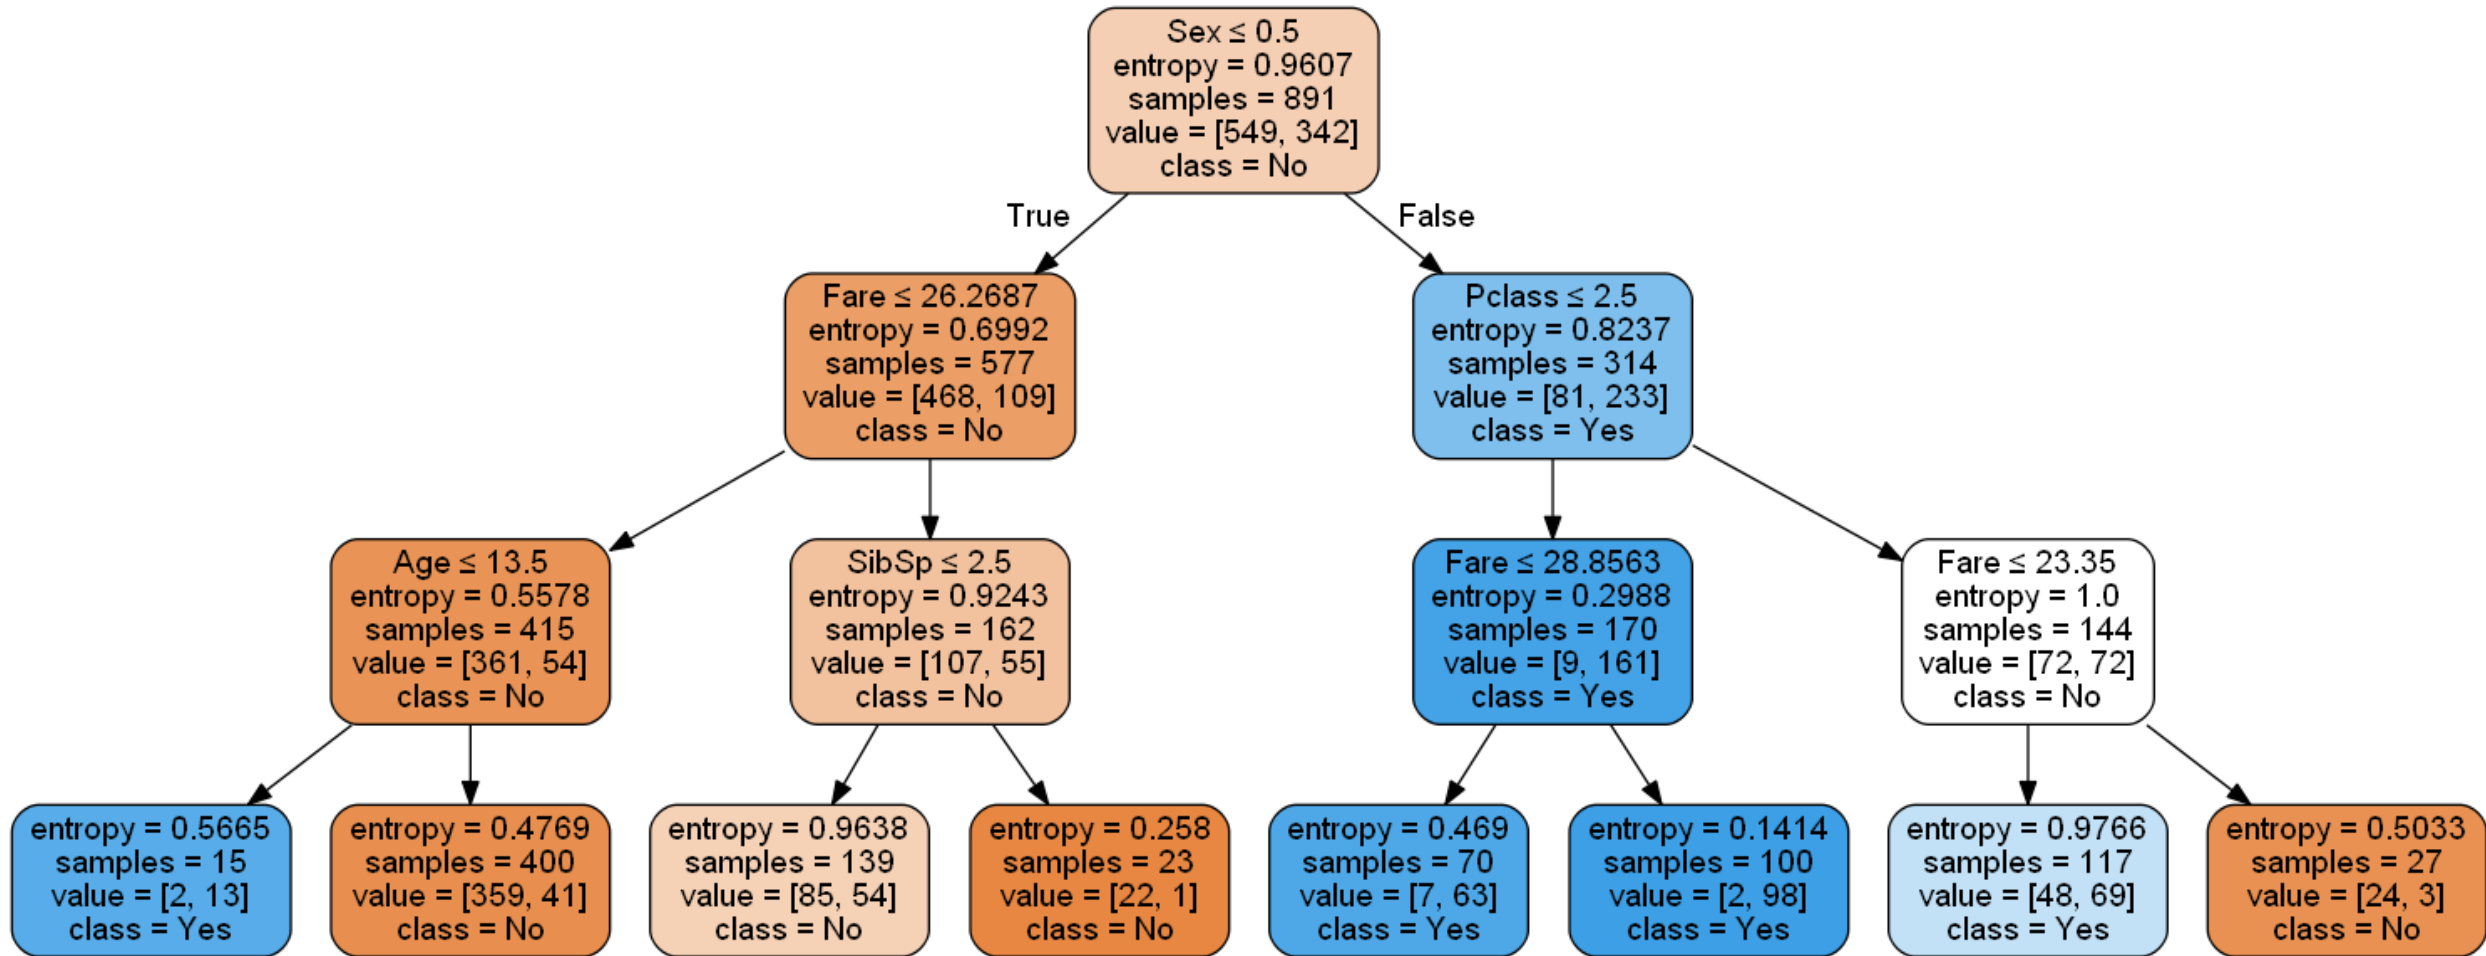 Sex ≤ 0.5
entropy = 0.9607
samples = 891
value = [549, 342]
class = No
True
False
Fare ≤ 26.2687
entropy = 0.6992
samples = 577
value = [468, 109]
class = No
Pclass ≤ 2.5
entropy = 0.8237
samples = 314
value = [81, 233]
class = Yes
Age ≤ 13.5
entropy = 0.5578
samples = 415
value = [361, 54]
class = No
SibSp ≤ 2.5
entropy = 0.9243
samples = 162
value = [107, 55]
class = No
Fare ≤ 28.8563
entropy = 0.2988
samples = 170
value = [9, 161]
class = Yes
Fare ≤ 23.35
entropy = 1.0
samples = 144
value = [72, 72]
class = No
entropy = 0.5665
samples = 15
value = [2, 13]
class = Yes
entropy = 0.4769
samples = 400
value = [359, 41]
class = No
entropy = 0.9638
samples = 139
value = [85, 54]
class = No
entropy = 0.258
samples = 23
value = [22, 1]
class = No
entropy = 0.469
samples = 70
value = [7, 63]
class = Yes
entropy = 0.1414
samples = 100
value = [2, 98]
class = Yes
entropy = 0.9766
samples = 117
value = [48, 69]
class = Yes
entropy = 0.5033
samples = 27
value = [24, 3]
class = No